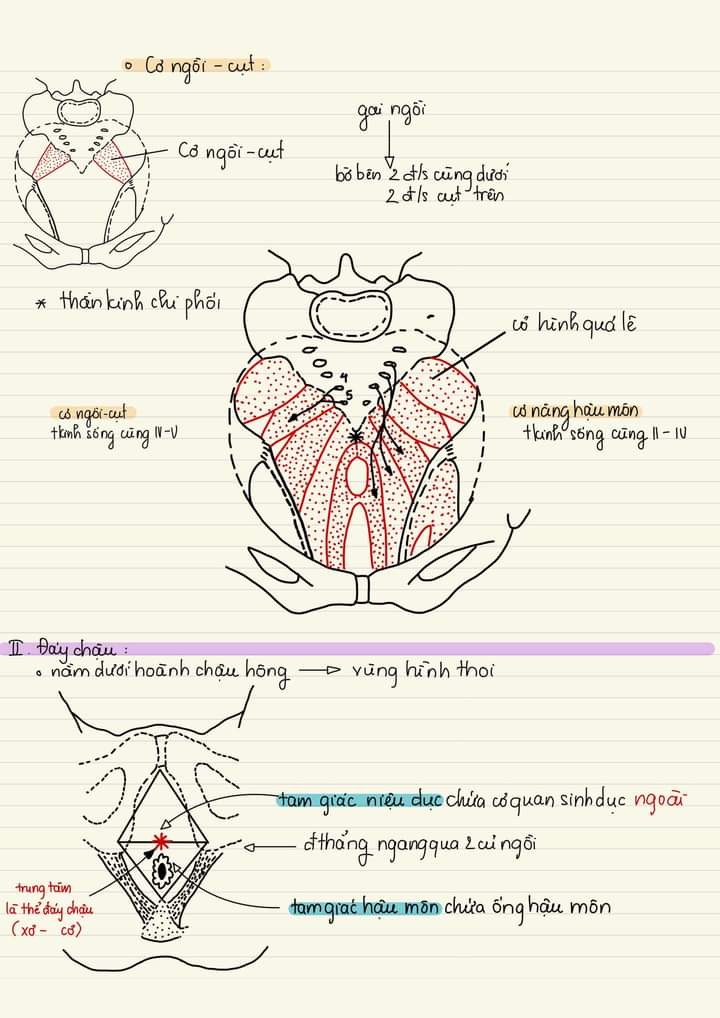 Cơ ngồi - cụt :
Cơ ngồi - cụt
gai ngồi
bờ bên 2 đ/s cùng dưới
2 đ/s cụt trên
* thần kinh chi phối
cơ hình quả lê
4
5
cơ ngồi-cụt
tkinh sống cùng IV-V
cơ nâng hậu môn
tkinh sống cùng II - IV
II. Đáy chậu :
nằm dưới hoành chậu hông → vùng hình thoi
tam giác niệu dục chứa cơ quan sinh dục ngoài
đ thẳng ngang qua 2 củ ngồi
trung tâm
là thể đáy chậu
(xơ - cơ)
tam giác hậu môn chứa ống hậu môn